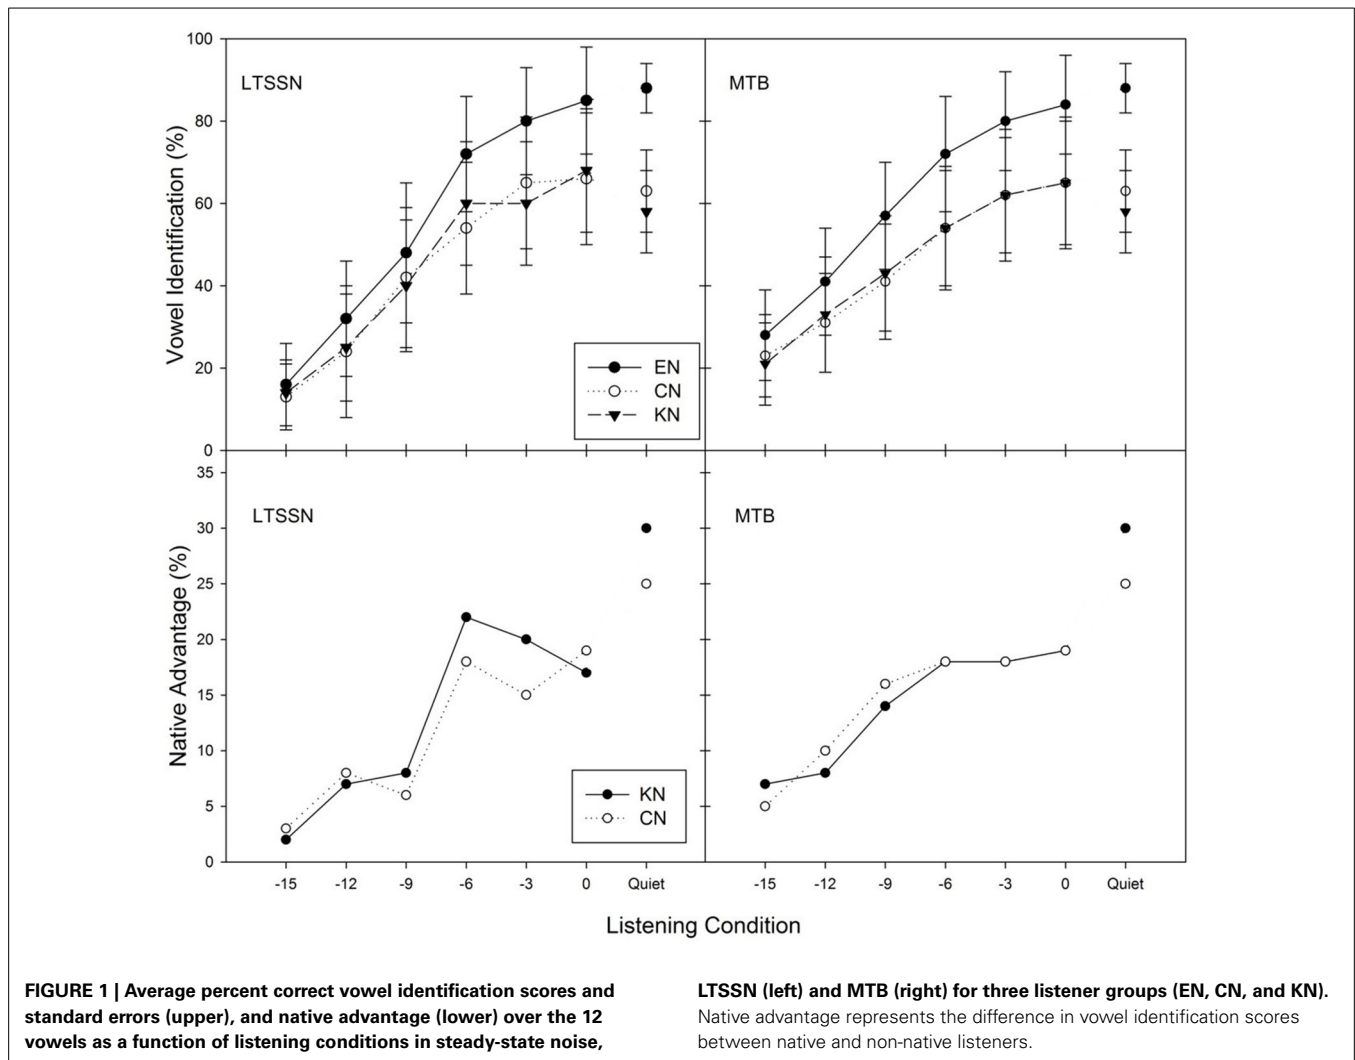 100
80
60
40
20
0
Vowel Identification (%)
LTSSN
MTB
EN
CN
KN
35
30
25
20
15
10
5
0
Native Advantage (%)
LTSSN
MTB
KN
CN
-15 -12 -9 -6 -3 0 Quiet -15 -12 -9 -6 -3 0 Quiet
Listening Condition
FIGURE 1 | Average percent correct vowel identification scores and
standard errors (upper), and native advantage (lower) over the 12
vowels as a function of listening conditions in steady-state noise,
LTSSN (left) and MTB (right) for three listener groups (EN, CN, and KN).
Native advantage represents the difference in vowel identification scores
between native and non-native listeners.